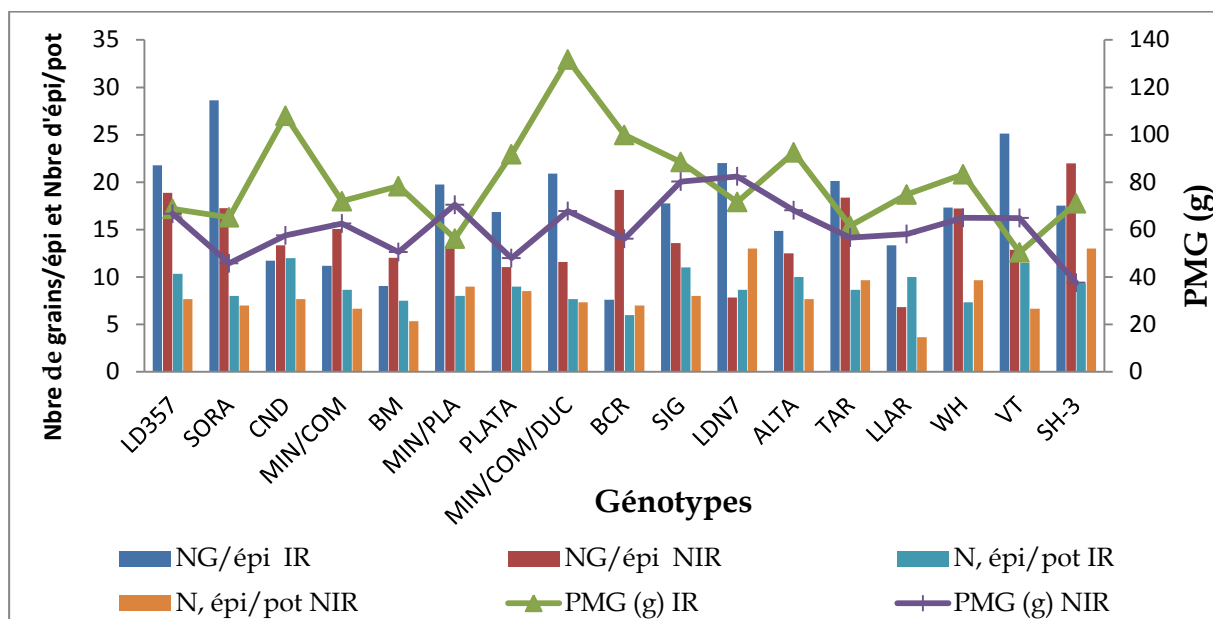 Nbre de grains/épi et Nbre d'épi/pot
35
30
25
20
15
10
5
0
140
120
100
80
60
40
20
0
PMG (g)
LD357
SORA
CND
MIN/COM
BM
MIN/PLA
PLATA
MIN/COM/DUC
BCR
SIG
LDN7
ALTA
TAR
LLAR
WH
VT
SH-3
Génotypes
NG/épi IR
NG/épi NIR
N, épi/pot IR
N, épi/pot NIR
PMG (g) IR
PMG (g) NIR